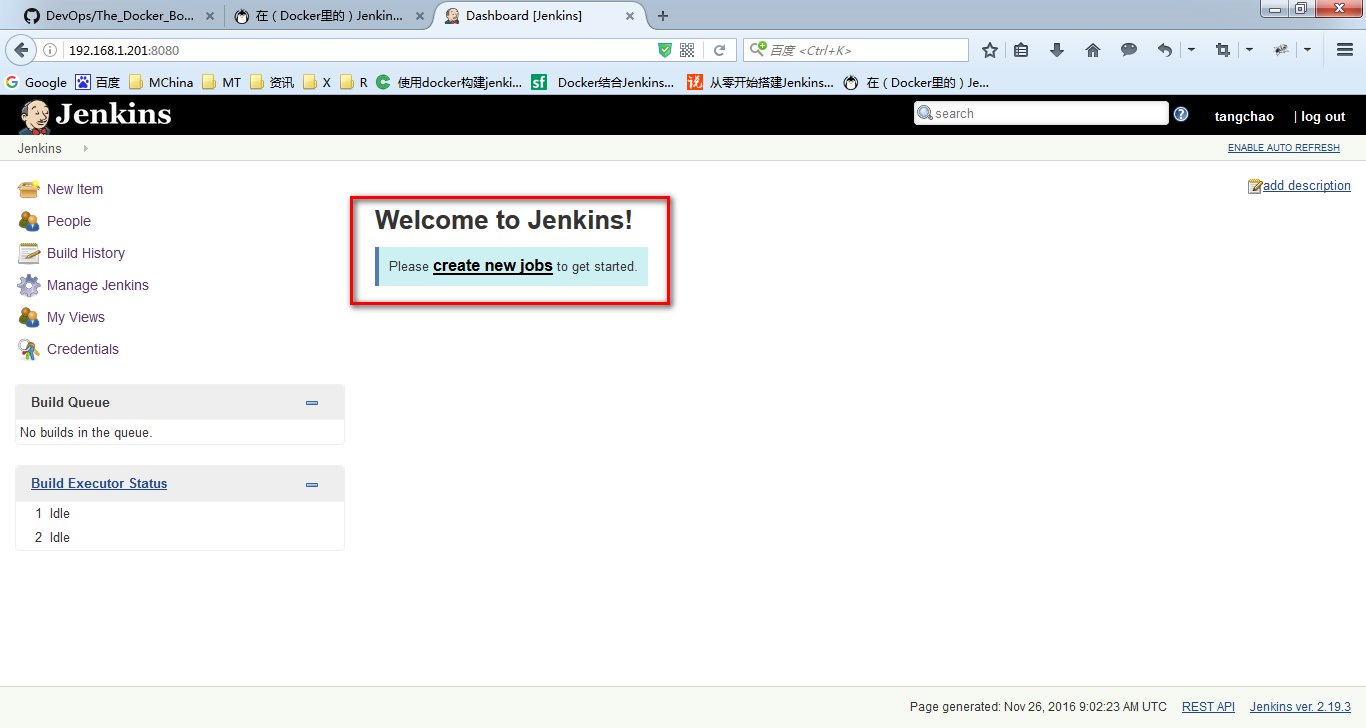 DevOps/The_Docker_Bo...
在（Docker里的）Jenkin...
Dashboard [Jenkins]
192.168.1.201:8080
百度 <Ctrl+K>
Google
百度
MChina
MT
资讯
X
R
使用docker构建jenki...
sf
Docker结合Jenkins...
从零开始搭建Jenkins...
在（Docker里的）Je...
Jenkins
search
tangchao
| log out
Jenkins
ENABLE AUTO REFRESH
New Item
People
Build History
Manage Jenkins
My Views
Credentials
add description
Welcome to Jenkins!
Please create new jobs to get started.
Build Queue
No builds in the queue.
Build Executor Status
1 Idle
2 Idle
Page generated: Nov 26, 2016 9:02:23 AM UTC
REST API
Jenkins ver. 2.19.3